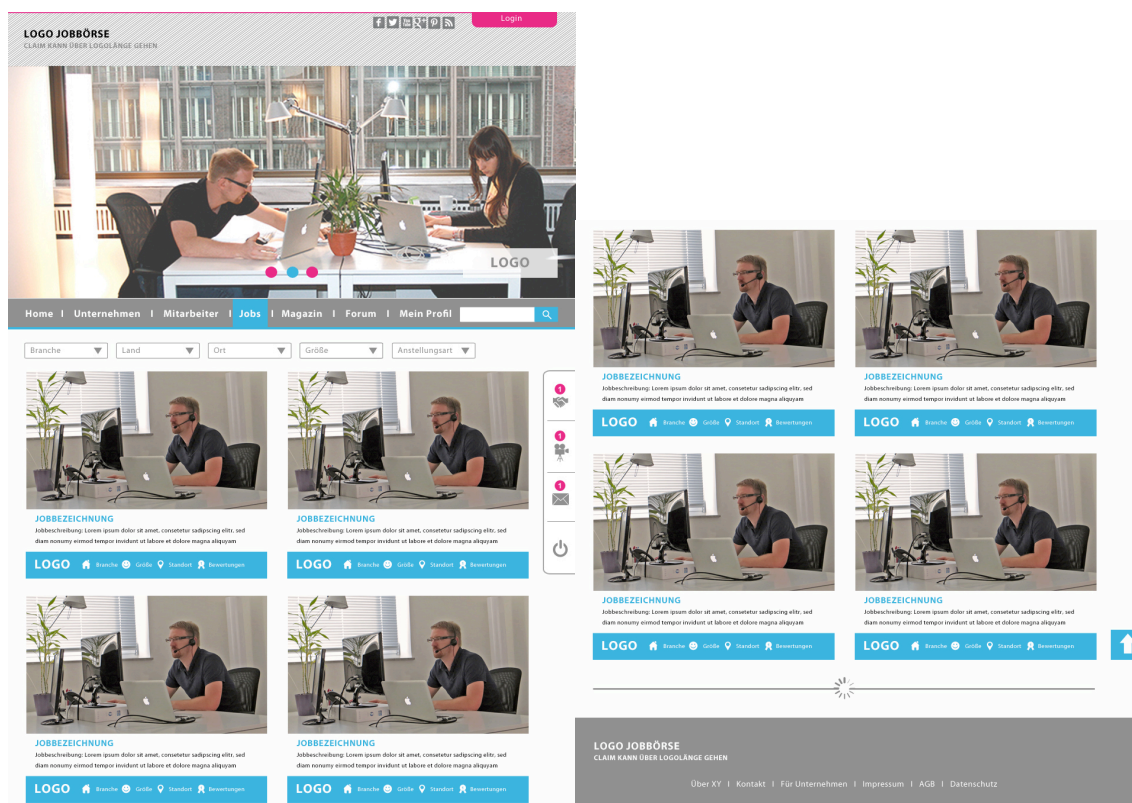 Login
LOGO JOBBÖRSE
CLAIM KANN ÜBER LOGOLÄNGE GEHEN
LOGO
Home I Unternehmen I Mitarbeiter I Jobs I Magazin I Forum I Mein Profil
Branche Land Ort Größe Anstellungsart
1
1
1
JOBBEZEICHNUNG
Jobbeschreibung: Lorem ipsum dolor sit amet, consetetur sadipscing elitr, sed
diam nonumy eirmod tempor invidunt ut labore et dolore magna aliquyam
LOGO Branche Größe Standort Bewertungen
JOBBEZEICHNUNG
Jobbeschreibung: Lorem ipsum dolor sit amet, consetetur sadipscing elitr, sed
diam nonumy eirmod tempor invidunt ut labore et dolore magna aliquyam
LOGO Branche Größe Standort Bewertungen
JOBBEZEICHNUNG
Jobbeschreibung: Lorem ipsum dolor sit amet, consetetur sadipscing elitr, sed
diam nonumy eirmod tempor invidunt ut labore et dolore magna aliquyam
LOGO Branche Größe Standort Bewertungen
JOBBEZEICHNUNG
Jobbeschreibung: Lorem ipsum dolor sit amet, consetetur sadipscing elitr, sed
diam nonumy eirmod tempor invidunt ut labore et dolore magna aliquyam
LOGO Branche Größe Standort Bewertungen
JOBBEZEICHNUNG
Jobbeschreibung: Lorem ipsum dolor sit amet, consetetur sadipscing elitr, sed
diam nonumy eirmod tempor invidunt ut labore et dolore magna aliquyam
LOGO Branche Größe Standort Bewertungen
JOBBEZEICHNUNG
Jobbeschreibung: Lorem ipsum dolor sit amet, consetetur sadipscing elitr, sed
diam nonumy eirmod tempor invidunt ut labore et dolore magna aliquyam
LOGO Branche Größe Standort Bewertungen
JOBBEZEICHNUNG
Jobbeschreibung: Lorem ipsum dolor sit amet, consetetur sadipscing elitr, sed
diam nonumy eirmod tempor invidunt ut labore et dolore magna aliquyam
LOGO Branche Größe Standort Bewertungen
JOBBEZEICHNUNG
Jobbeschreibung: Lorem ipsum dolor sit amet, consetetur sadipscing elitr, sed
diam nonumy eirmod tempor invidunt ut labore et dolore magna aliquyam
LOGO Branche Größe Standort Bewertungen
LOGO JOBBÖRSE
CLAIM KANN ÜBER LOGOLÄNGE GEHEN
Über XY I Kontakt I Für Unternehmen I Impressum I AGB I Datenschutz